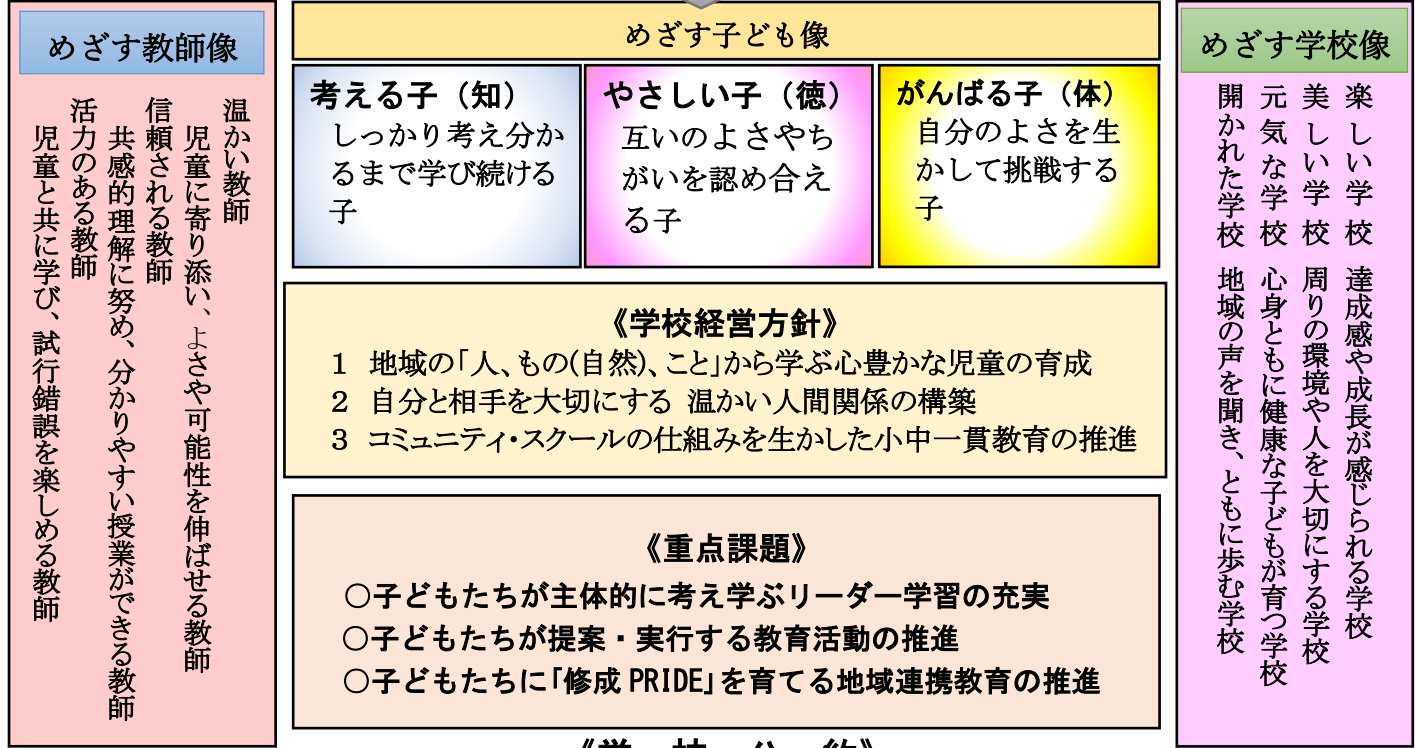 めざす教師像
温かい教師
児童に寄り添い、よさや可能性を伸ばせる教師
信頼される教師
共感的理解に努め、分かりやすい授業ができる教師
活力のある教師
児童と共に学び、試行錯誤を楽しめる教師
めざす子ども像
考える子（知）
しっかり考え分か
るまで学び続ける
子
やさしい子（徳）
互いのよさやち
がいを認め合え
る子
がんばる子（体）
自分のよさを生
かして挑戦する
子
《学校経営方針》
1 地域の「人、もの(自然)、こと」から学ぶ心豊かな児童の育成
2 自分と相手を大切にする 温かい人間関係の構築
3 コミュニティ・スクールの仕組みを生かした小中一貫教育の推進
《重点課題》
○子どもたちが主体的に考え学ぶリーダー学習の充実
○子どもたちが提案・実行する教育活動の推進
○子どもたちに「修成 PRIDE」を育てる地域連携教育の推進
めざす学校像
楽しい学校 達成感や成長が感じられる学校
美しい学校 周りの環境や人を大切にする学校
元気な学校 心身ともに健康な子どもが育つ学校
開かれた学校 地域の声を聞き、ともに歩む学校